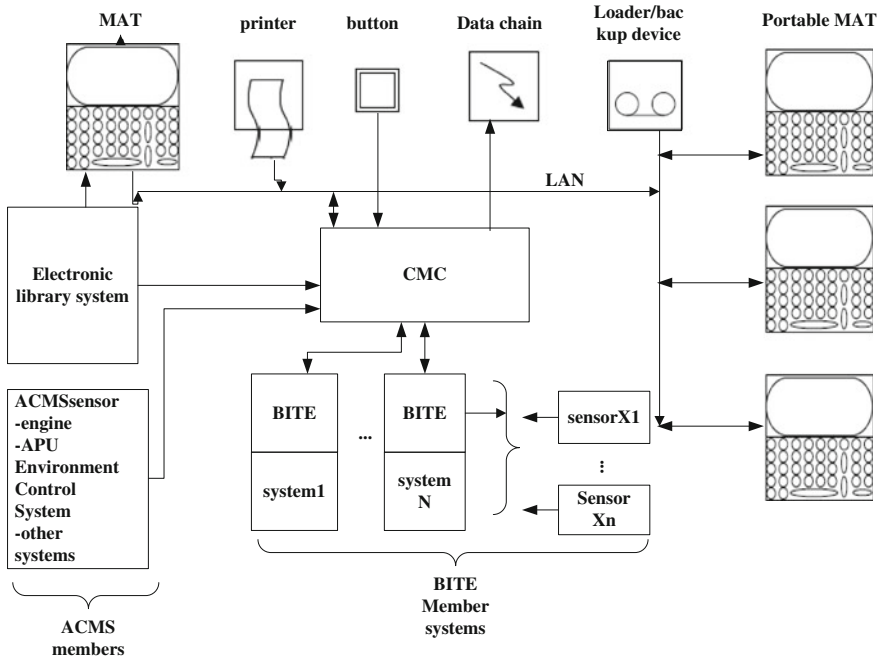 MAT
printer
button
Data chain
Loader/bac
kup device
Portable MAT
LAN
Electronic
library system
CMC
ACMSsensor
-engine
-APU
Environment
Control
System
-other
systems
BITE
system1
...
BITE
system
N
sensorX1
...
Sensor
Xn
ACMS
members
BITE
Member
systems